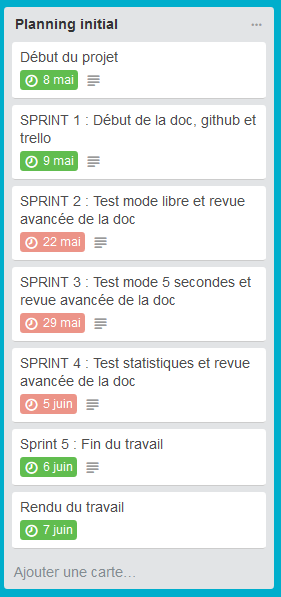 Planning initial
Début du projet
8 mai
SPRINT 1 : Début de la doc, github et
trello
9 mai
SPRINT 2 : Test mode libre et revue
avancée de la doc
22 mai
SPRINT 3 : Test mode 5 secondes et
revue avancée de la doc
29 mai
SPRINT 4 : Test statistiques et revue
avancée de la doc
5 juin
Sprint 5 : Fin du travail
6 juin
Rendu du travail
7 juin
Ajouter une carte...